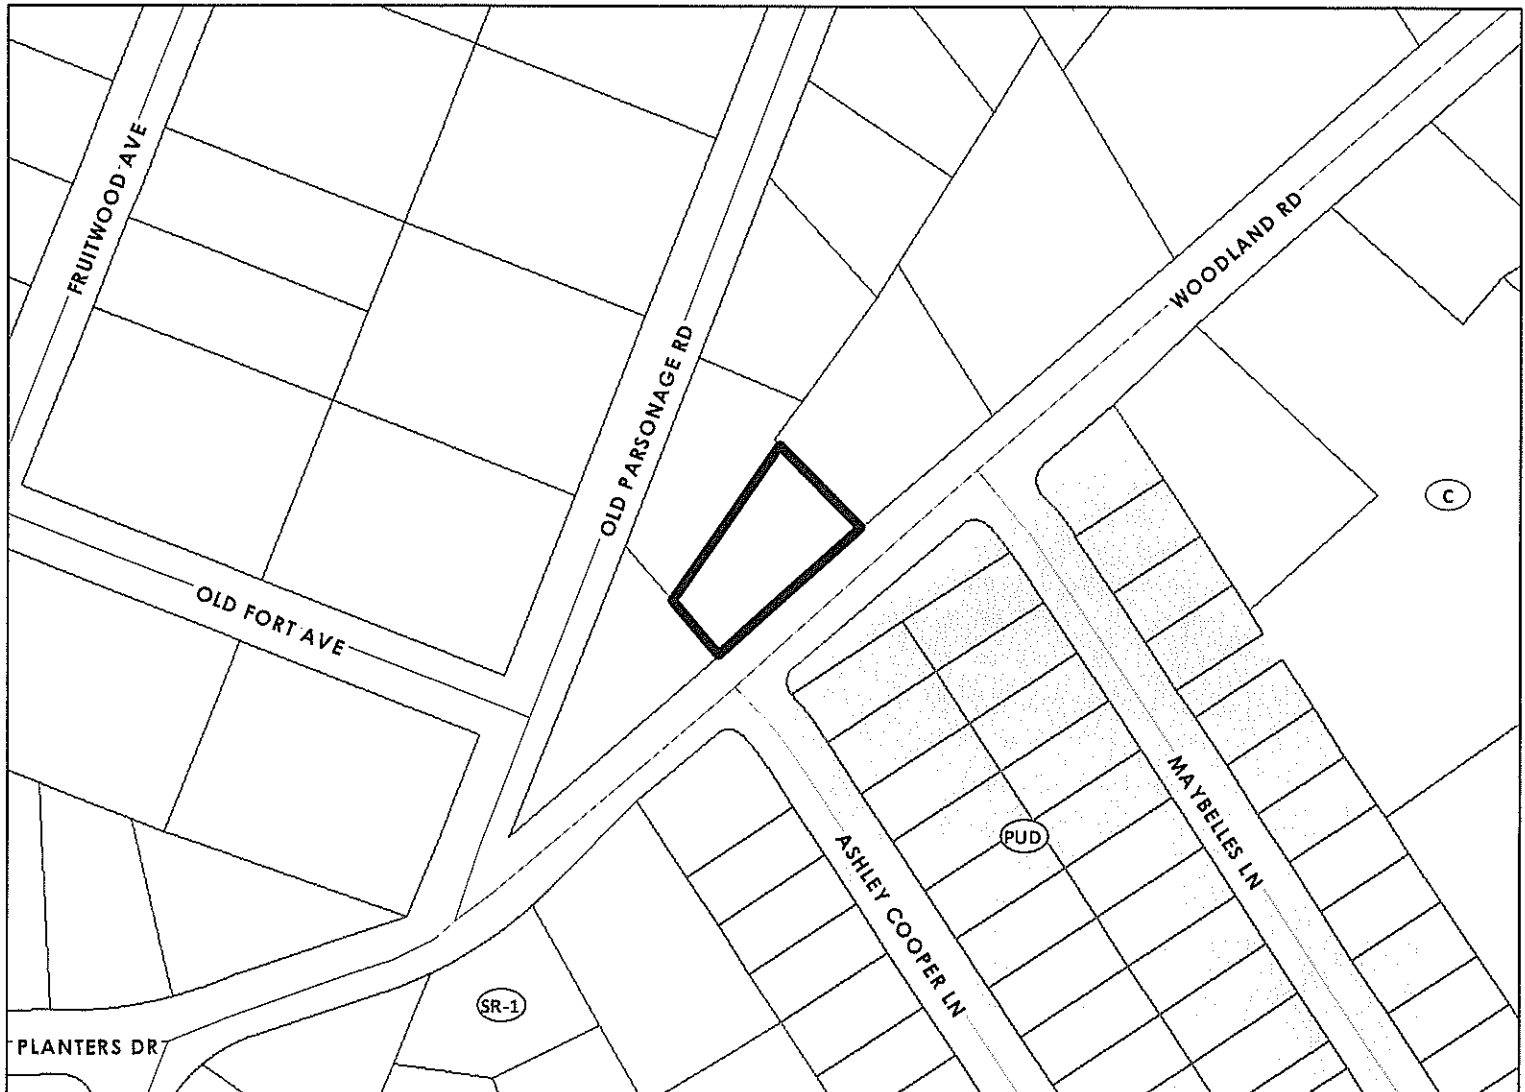 FRUITWOOD AVE
WOODLAND RD
OLD PARSONAGE RD
C
OLD FORT AVE
MAYBELLES LN
PUD
ASHLEY COOPER LN
SR-1
PLANTERS DR